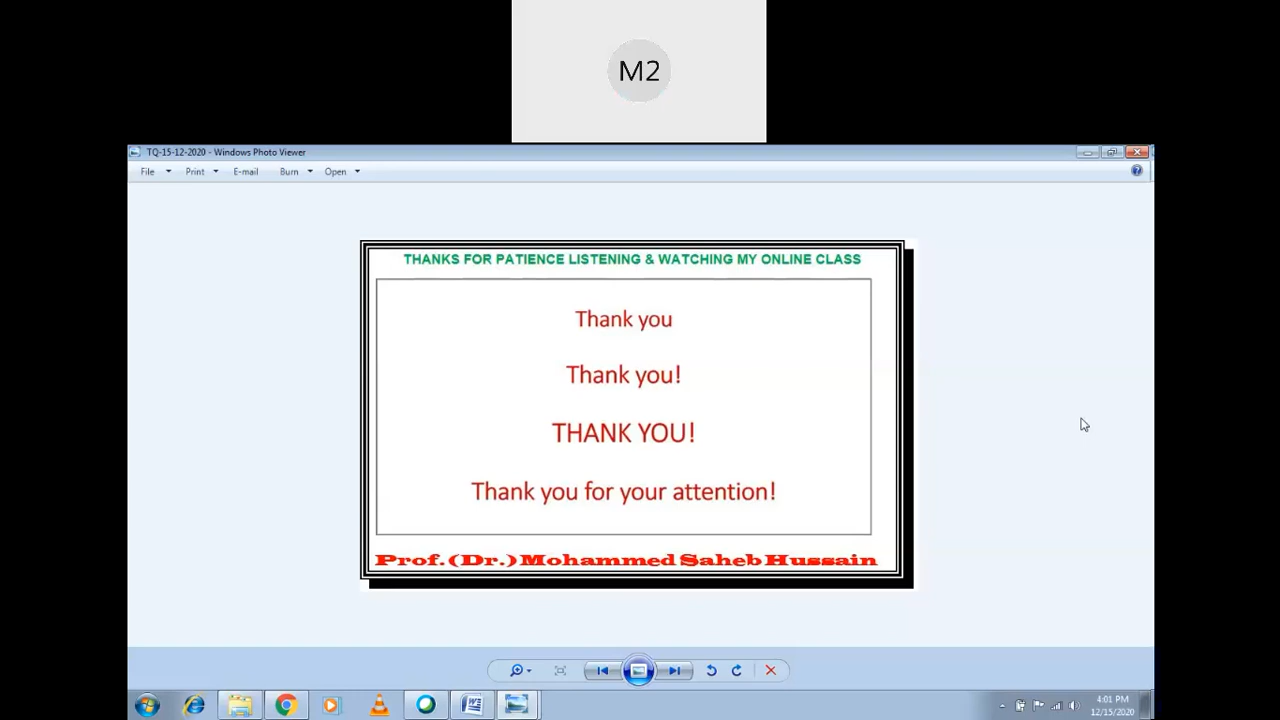 M2
TQ-15-12-2020 - Windows Photo Viewer
File Print E-mail Burn Open
THANKS FOR PATIENCE LISTENING & WATCHING MY ONLINE CLASS
Thank you
Thank you!
THANK YOU!
Thank you for your attention!
Prof.(Dr.) Mohammed Saheb Hussain
4:01 PM
12/15/2020